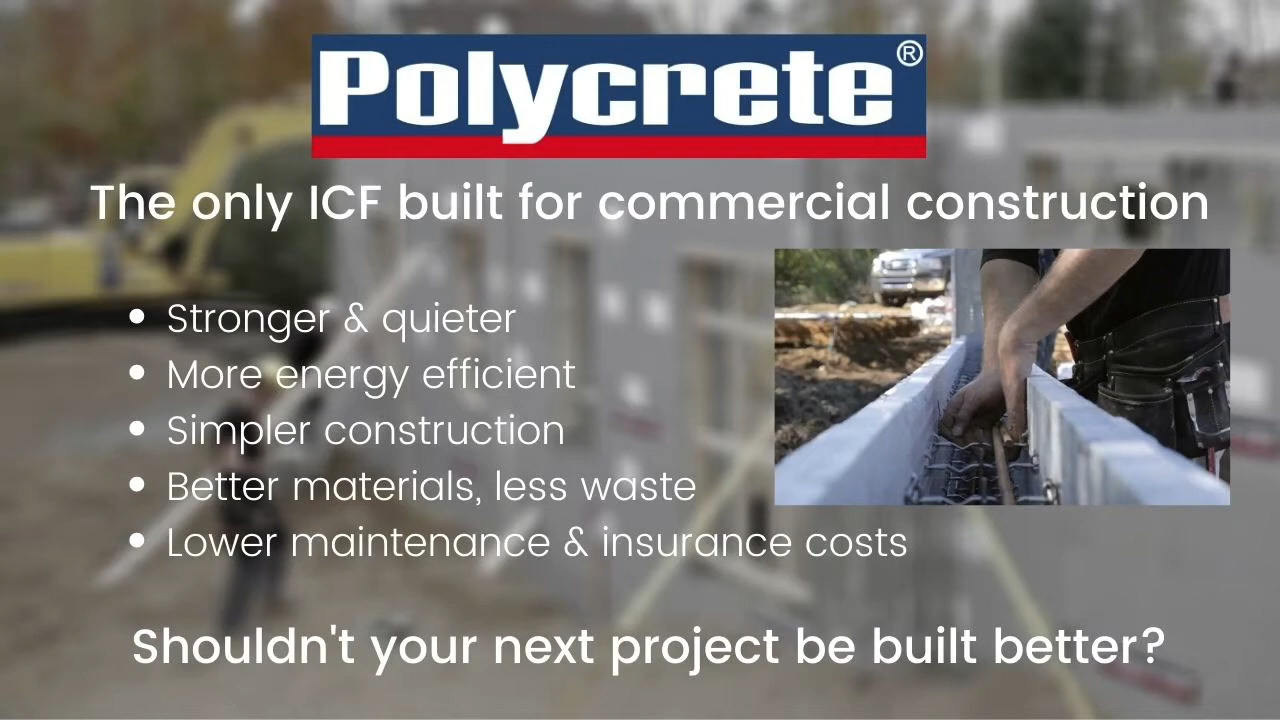 Polycrete®
The only ICF built for commercial construction
• Stronger & quieter
• More energy efficient
• Simpler construction
• Better materials, less waste
• Lower maintenance & insurance costs
Shouldn't your next project be built better?